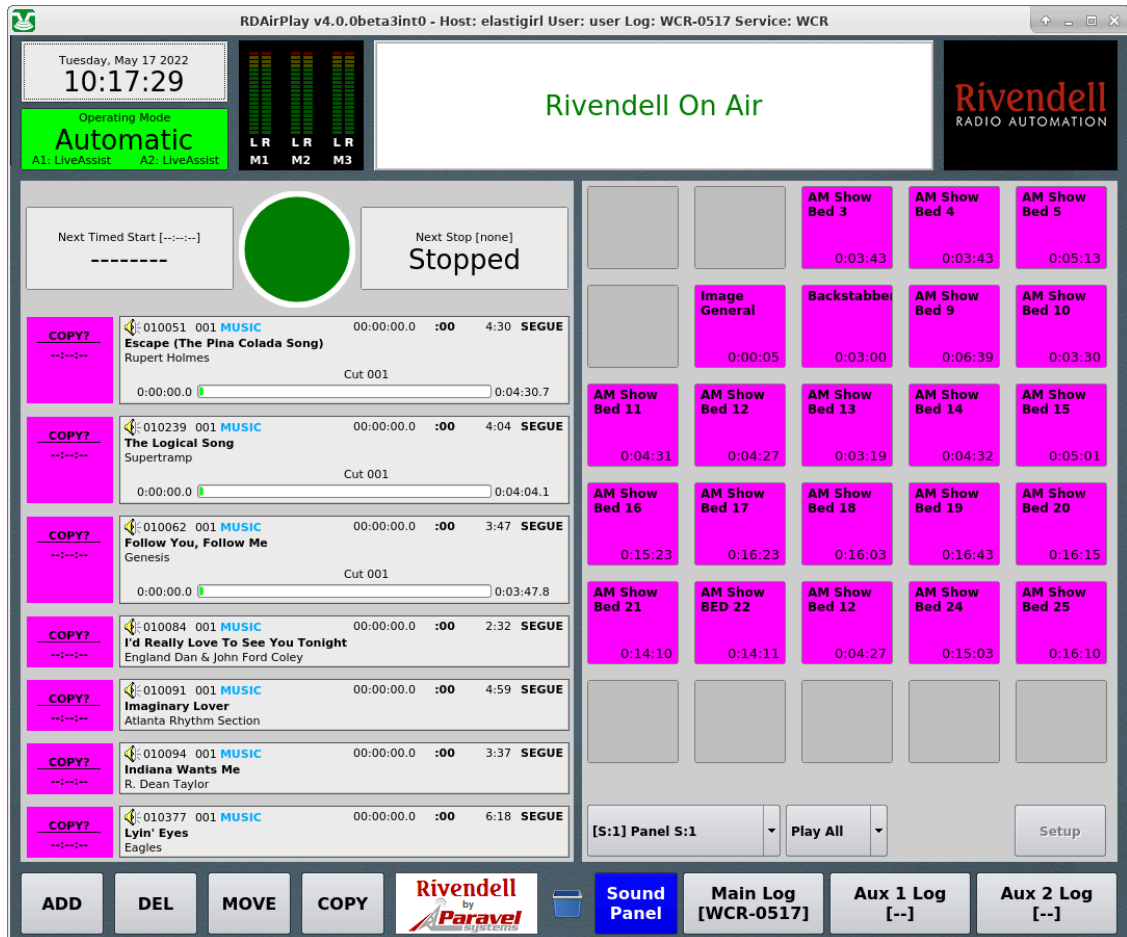 RDAirPlay v4.0.0beta3int0 - Host: elastigirl User: user Log: WCR-0517 Service: WCR
Tuesday, May 17 2022
10:17:29
Operating Mode
Automatic
A1: LiveAssist A2: LiveAssist
L R L R L R
M1 M2 M3
Rivendell On Air
Rivendell
RADIO AUTOMATION
Next Timed Start [--:--:--]
--------
Next Stop [none]
Stopped
COPY?
--:--:--
010051 001 MUSIC 00:00:00.0 :00 4:30 SEGUE
Escape (The Pina Colada Song)
Rupert Holmes
Cut 001
0:00:00.0 0:04:30.7
COPY?
--:--:--
010239 001 MUSIC 00:00:00.0 :00 4:04 SEGUE
The Logical Song
Supertramp
Cut 001
0:00:00.0 0:04:04.1
COPY?
--:--:--
010062 001 MUSIC 00:00:00.0 :00 3:47 SEGUE
Follow You, Follow Me
Genesis
Cut 001
0:00:00.0 0:03:47.8
COPY?
--:--:--
010084 001 MUSIC 00:00:00.0 :00 2:32 SEGUE
I'd Really Love To See You Tonight
England Dan & John Ford Coley
COPY?
--:--:--
010091 001 MUSIC 00:00:00.0 :00 4:59 SEGUE
Imaginary Lover
Atlanta Rhythm Section
COPY?
--:--:--
010094 001 MUSIC 00:00:00.0 :00 3:37 SEGUE
Indiana Wants Me
R. Dean Taylor
COPY?
--:--:--
010377 001 MUSIC 00:00:00.0 :00 6:18 SEGUE
Lyin' Eyes
Eagles
AM Show
Bed 3
0:03:43
AM Show
Bed 4
0:03:43
AM Show
Bed 5
0:05:13
Image
General
0:00:05
Backstabber
0:03:00
AM Show
Bed 9
0:06:39
AM Show
Bed 10
0:03:30
AM Show
Bed 11
0:04:31
AM Show
Bed 12
0:04:27
AM Show
Bed 13
0:03:19
AM Show
Bed 14
0:04:32
AM Show
Bed 15
0:05:01
AM Show
Bed 16
0:15:23
AM Show
Bed 17
0:16:23
AM Show
Bed 18
0:16:03
AM Show
Bed 19
0:16:43
AM Show
Bed 20
0:16:15
AM Show
Bed 21
0:14:10
AM Show
BED 22
0:14:11
AM Show
Bed 12
0:04:27
AM Show
Bed 24
0:15:03
AM Show
Bed 25
0:16:10
[S:1] Panel S:1
Play All
Setup
ADD
DEL
MOVE
COPY
Rivendell
by
Paravel
systems
Sound
Panel
Main Log
[WCR-0517]
Aux 1 Log
[--]
Aux 2 Log
[--]